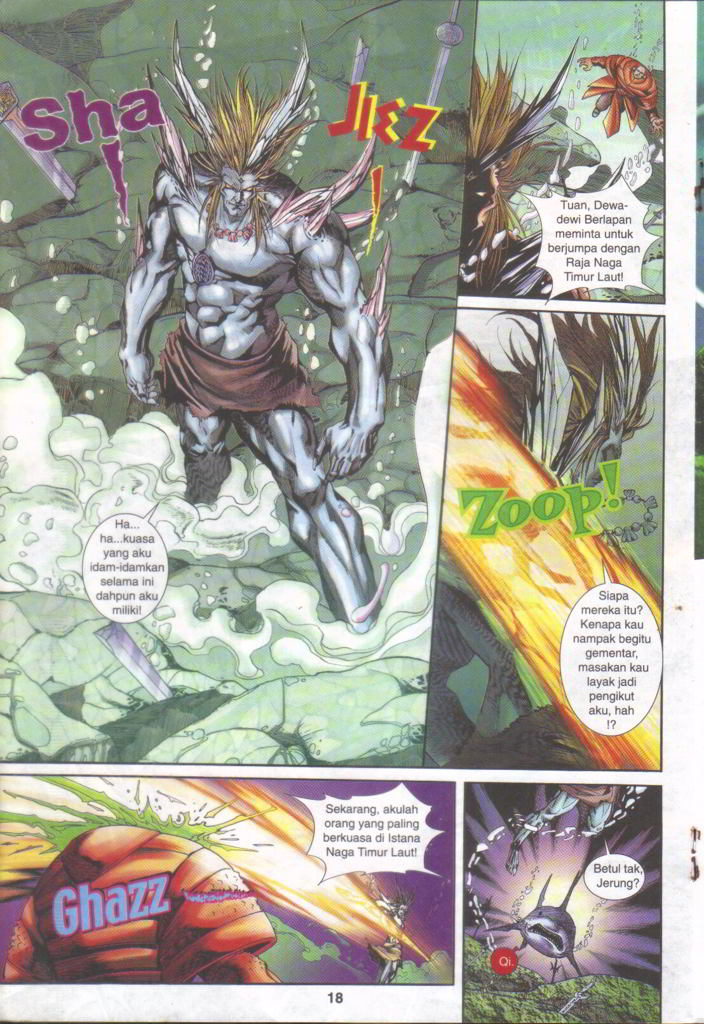 Sha
!
JIEZ
!
Ha...
ha...kuasa
yang aku
idam-idamkan
selama ini
dahpun aku
miliki!
Tuan, Dewa-
dewi Berlapan
meminta untuk
berjumpa dengan
Raja Naga
Timur Laut!
Zoop!
Siapa
mereka itu?
Kenapa kau
nampak begitu
gementar,
masakan kau
layak jadi
pengikut
aku, hah
!?
Sekarang, akulah
orang yang paling
berkuasa di Istana
Naga Timur Laut!
Ghazz
Betul tak,
Jerung?
Qi.
18